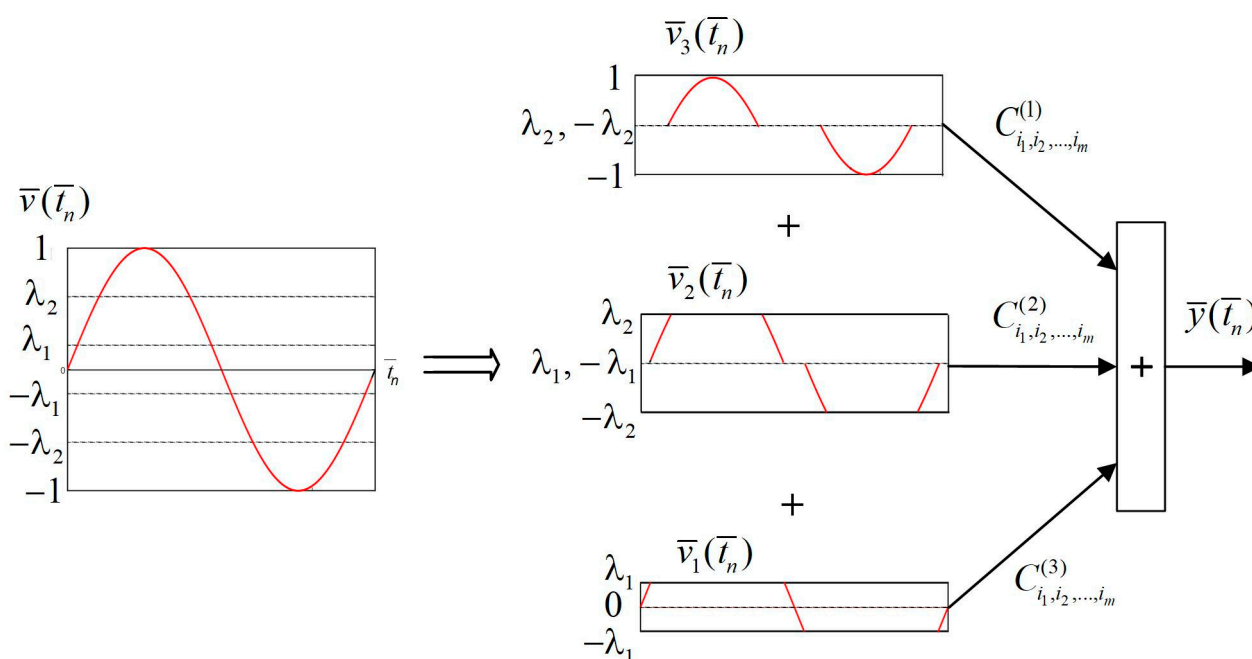 v̅(t̅ₙ)
1
λ₂
λ₁
0
t̅ₙ
−λ₁
−λ₂
−1
v̅₃(t̅ₙ)
1
λ₂, −λ₂
−1
C^{(1)}_{i₁,i₂,...,iₘ}
+
v̅₂(t̅ₙ)
λ₂
λ₁, −λ₁
−λ₂
C^{(2)}_{i₁,i₂,...,iₘ}
+
y̅(t̅ₙ)
+
v̅₁(t̅ₙ)
λ₁
0
−λ₁
C^{(3)}_{i₁,i₂,...,iₘ}